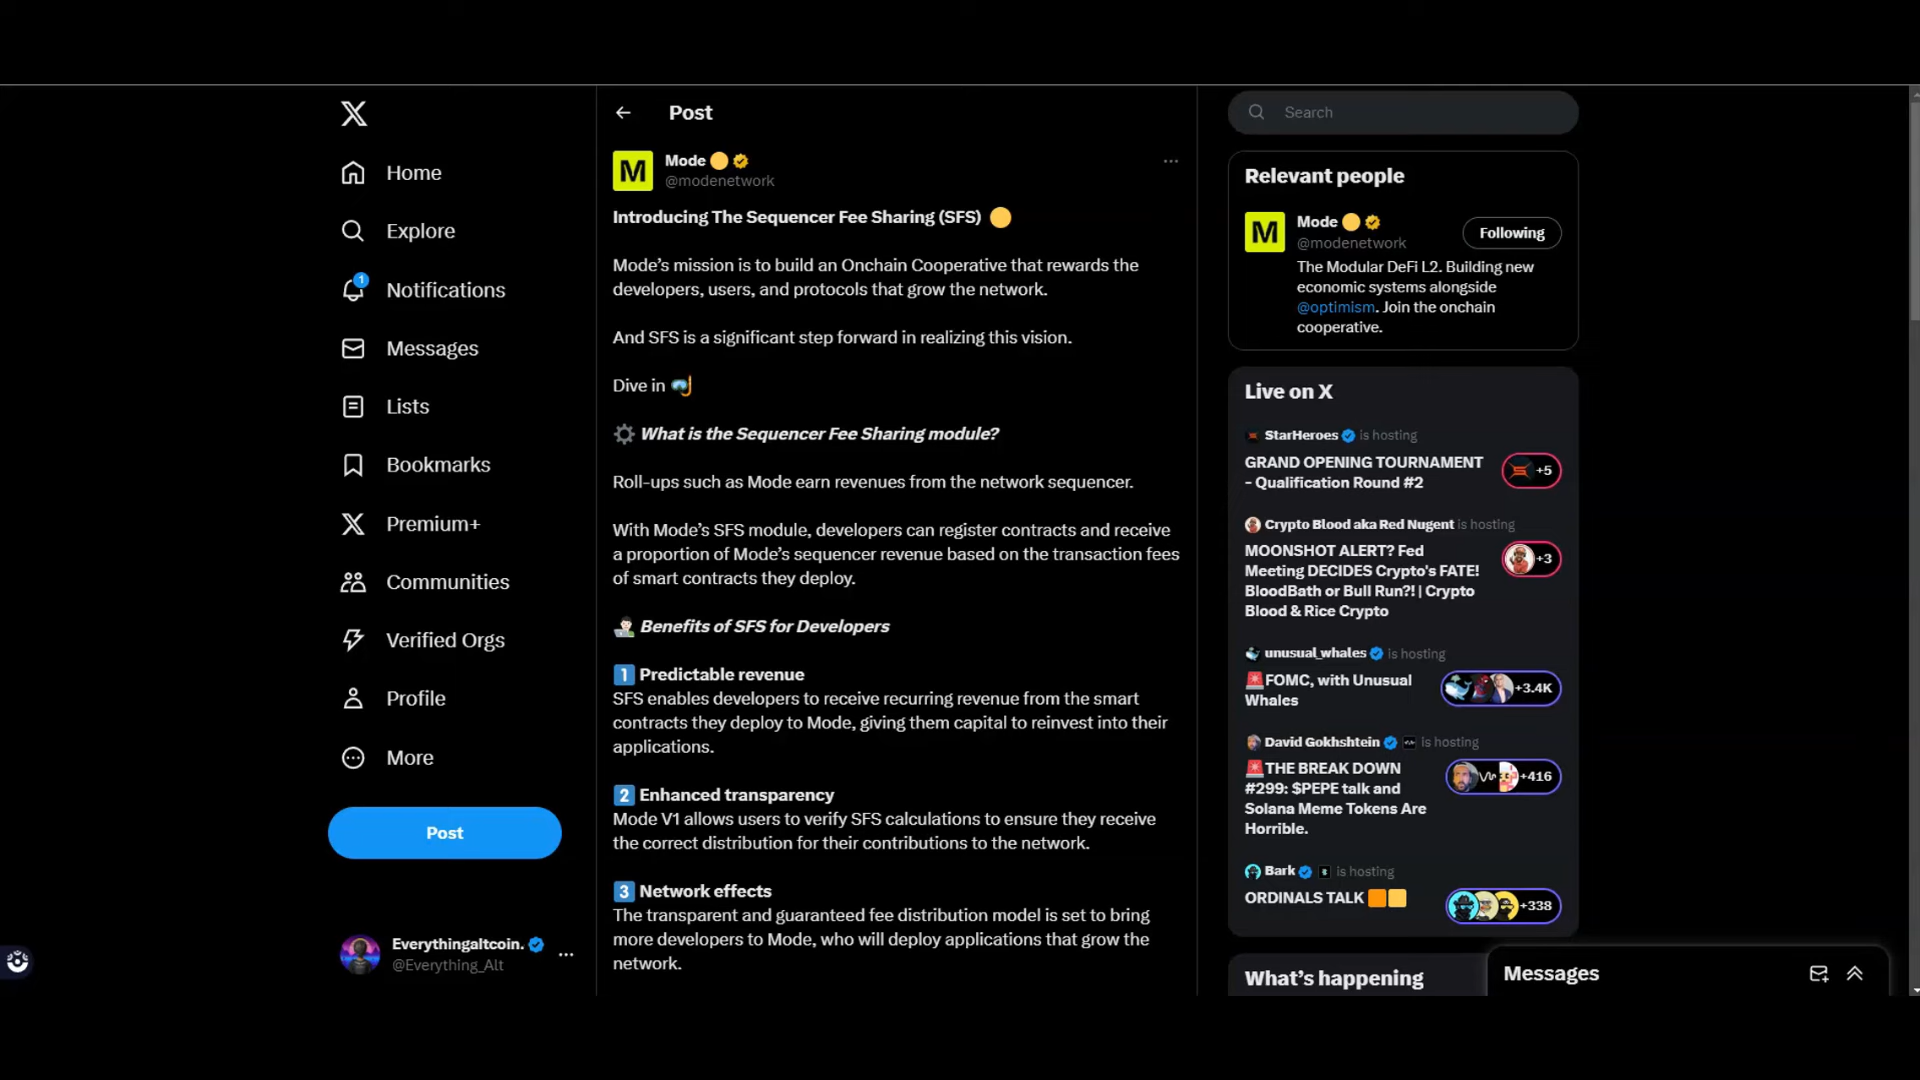 Home
Explore
1
Notifications
Messages
Lists
Bookmarks
Premium+
Communities
Verified Orgs
Profile
More
Post
Everythingaltcoin.
@Everything_Alt
Post
M
Mode
@modenetwork
Introducing The Sequencer Fee Sharing (SFS)
Mode’s mission is to build an Onchain Cooperative that rewards the
developers, users, and protocols that grow the network.
And SFS is a significant step forward in realizing this vision.
Dive in
What is the Sequencer Fee Sharing module?
Roll-ups such as Mode earn revenues from the network sequencer.
With Mode’s SFS module, developers can register contracts and receive
a proportion of Mode’s sequencer revenue based on the transaction fees
of smart contracts they deploy.
Benefits of SFS for Developers
1 Predictable revenue
SFS enables developers to receive recurring revenue from the smart
contracts they deploy to Mode, giving them capital to reinvest into their
applications.
2 Enhanced transparency
Mode V1 allows users to verify SFS calculations to ensure they receive
the correct distribution for their contributions to the network.
3 Network effects
The transparent and guaranteed fee distribution model is set to bring
more developers to Mode, who will deploy applications that grow the
network.
Search
Relevant people
M
Mode
@modenetwork
Following
The Modular DeFi L2. Building new
economic systems alongside
@optimism. Join the onchain
cooperative.
Live on X
StarHeroes is hosting
GRAND OPENING TOURNAMENT
- Qualification Round #2
+5
Crypto Blood aka Red Nugent is hosting
MOONSHOT ALERT? Fed
Meeting DECIDES Crypto's FATE!
BloodBath or Bull Run?! | Crypto
Blood & Rice Crypto
+3
unusual_whales is hosting
FOMC, with Unusual
Whales
+3.4K
David Gokhshtein is hosting
THE BREAK DOWN
#299: $PEPE talk and
Solana Meme Tokens Are
Horrible.
+416
Bark is hosting
ORDINALS TALK
+338
What’s happening
Messages